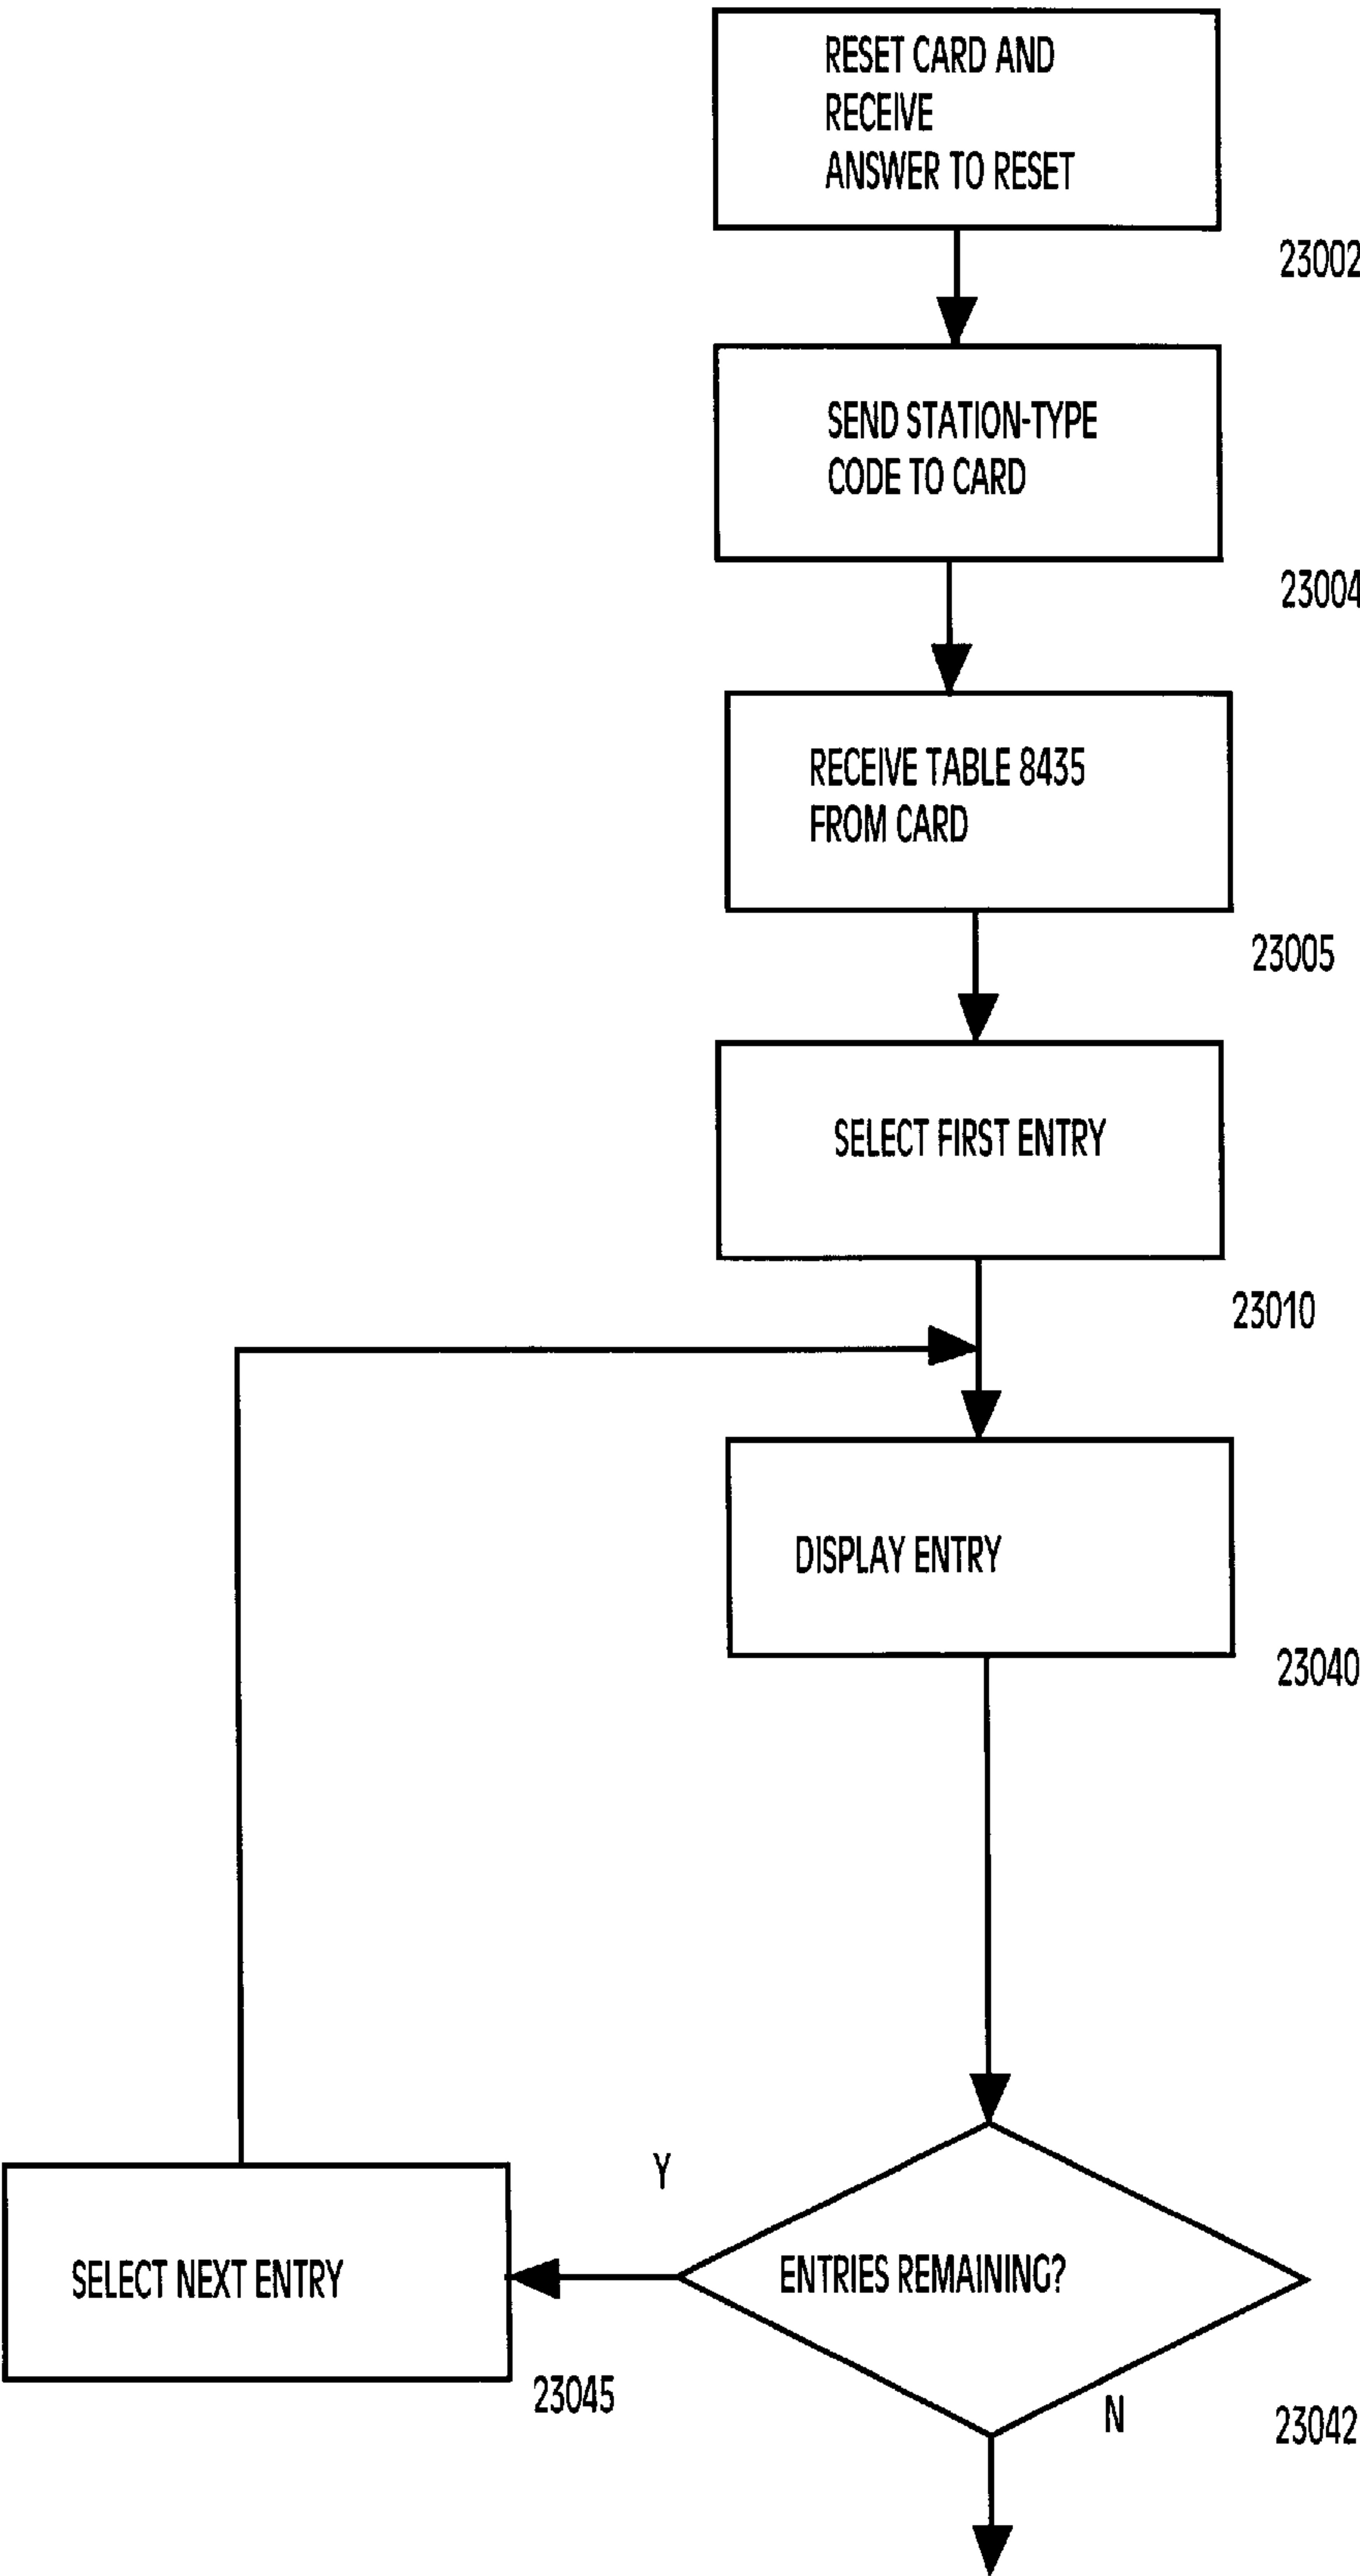 RESET CARD AND
RECEIVE
ANSWER TO RESET
23002
SEND STATION-TYPE
CODE TO CARD
23004
RECEIVE TABLE 8435
FROM CARD
23005
SELECT FIRST ENTRY
23010
DISPLAY ENTRY
23040
Y
ENTRIES REMAINING?
SELECT NEXT ENTRY
23045
N
23042